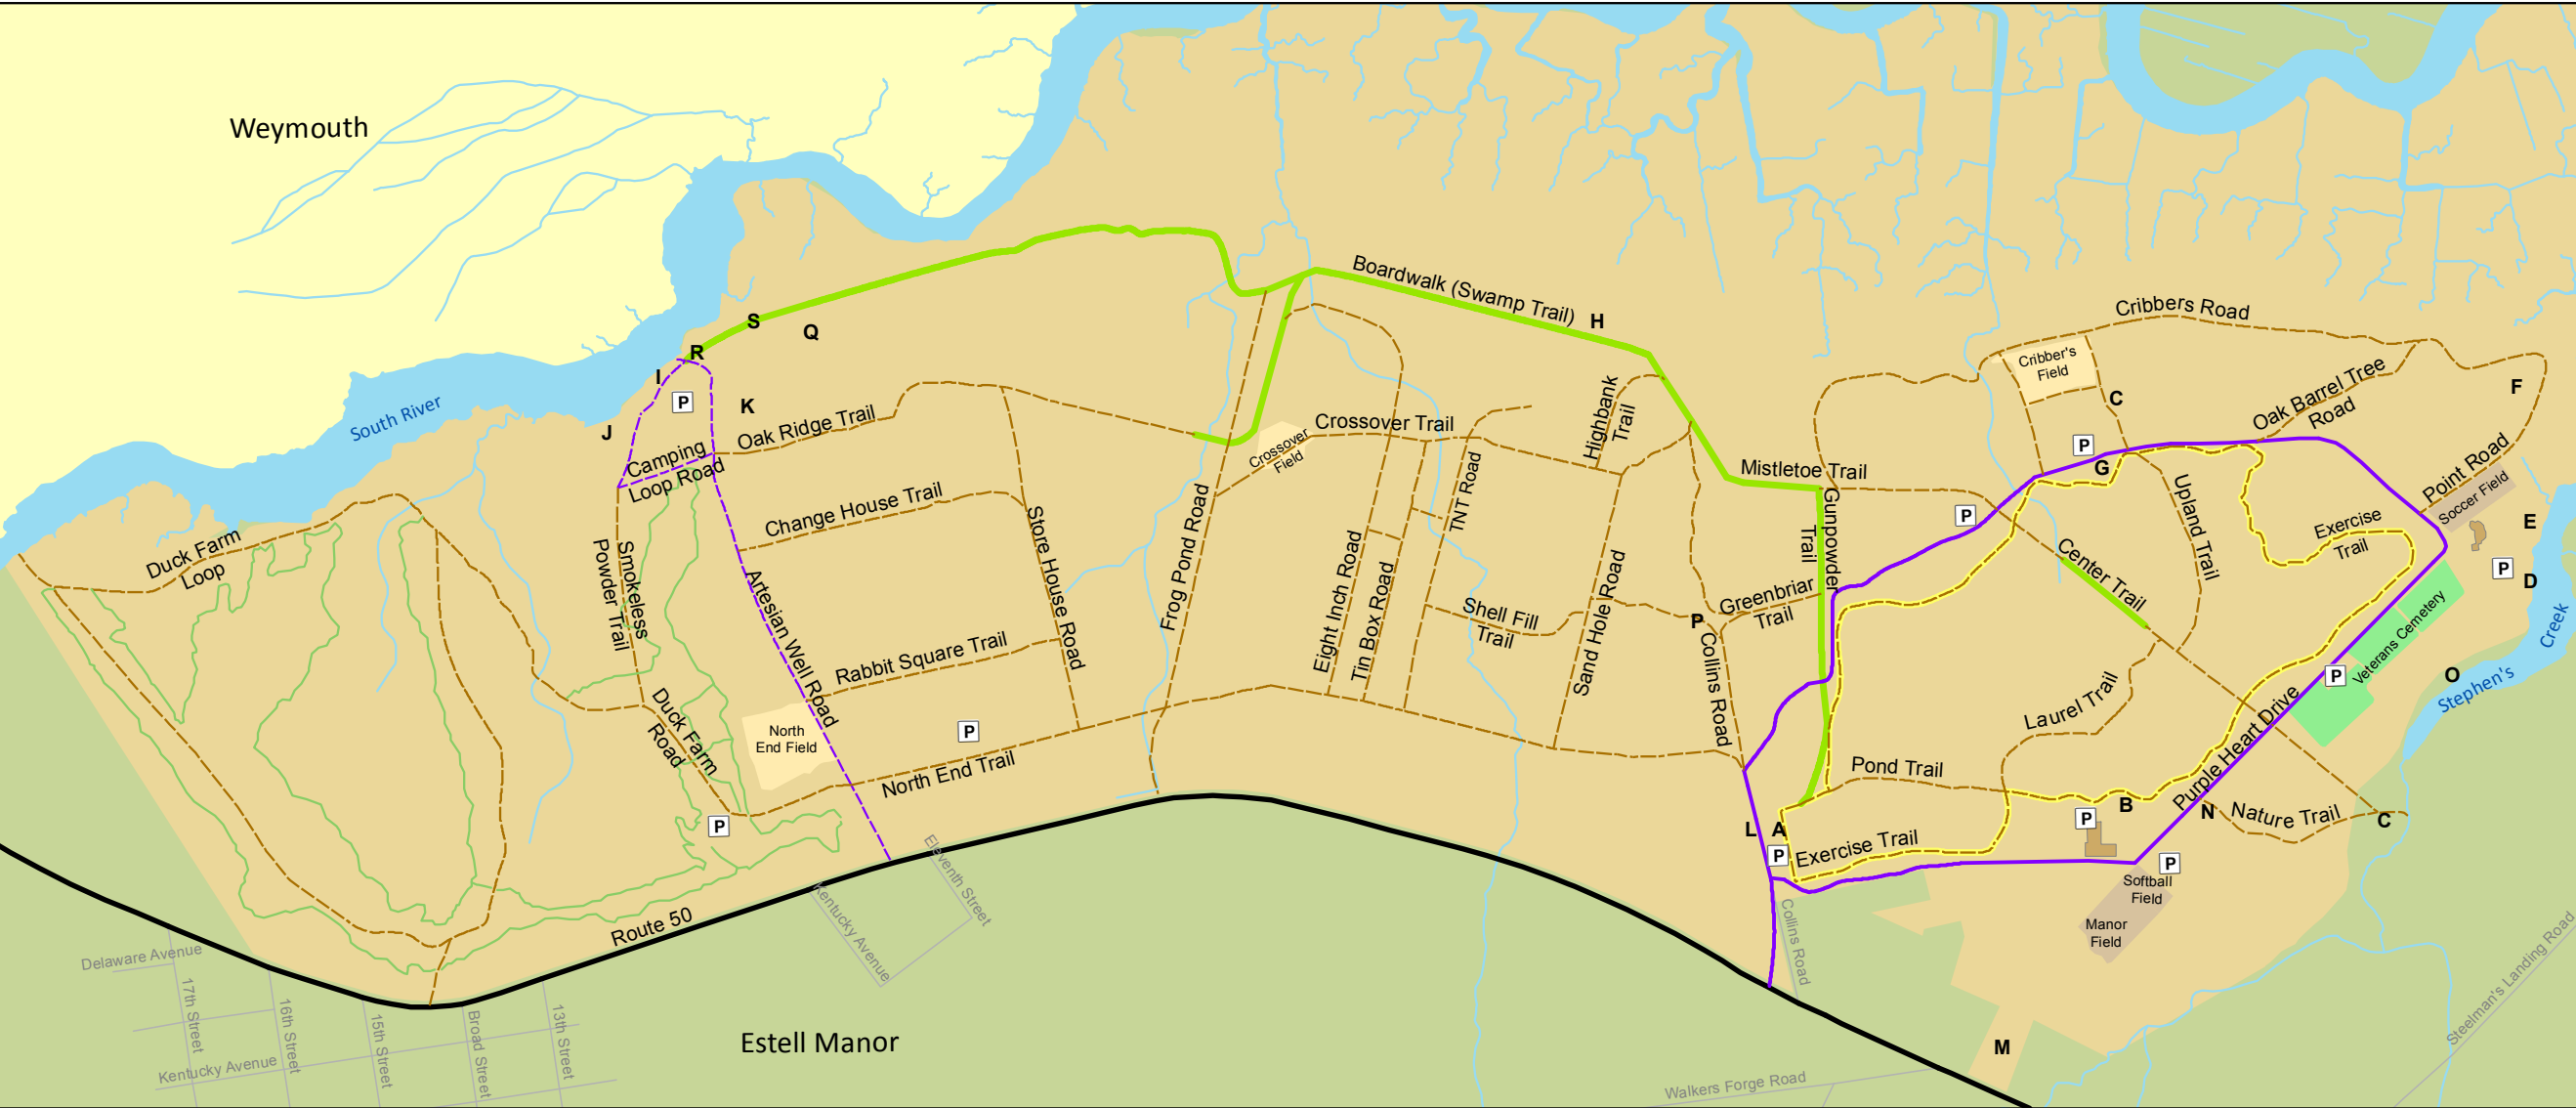 Weymouth
South River
Boardwalk (Swamp Trail)
S
Q
H
R
I
P
K
J
Cribbers Road
Cribber's
Field
C
F
Oak Barrel Tree
Road
Oak Ridge Trail
Crossover Trail
Crossover
Field
Highbank
Trail
Camping
Loop Road
Mistletoe Trail
P
G
Point Road
Soccer Field
Change House Trail
Duck Farm
Loop
Smokeless
Powder Trail
Store House Road
Frog Pond Road
TNT Road
Gunpowder
Trail
P
Upland Trail
Exercise
Trail
E
P
D
Artesian Well Road
Eight Inch Road
Tin Box Road
Shell Fill
Trail
Sand Hole Road
Greenbriar
Trail
P
Collins Road
Center Trail
Veterans Cemetery
Creek
Stephen's
O
P
Rabbit Square Trail
Laurel Trail
Duck Farm
Road
North
End Field
P
North End Trail
Pond Trail
Purple Heart Drive
P
L
A
P
Exercise Trail
P
B
N
Nature Trail
C
P
Softball
Field
Manor
Field
Route 50
Eleventh Street
Kentucky Avenue
Collins Road
Delaware Avenue
17th Street
16th Street
15th Street
Broad Street
13th Street
Kentucky Avenue
Estell Manor
M
Walkers Forge Road
Steelman's Landing Road